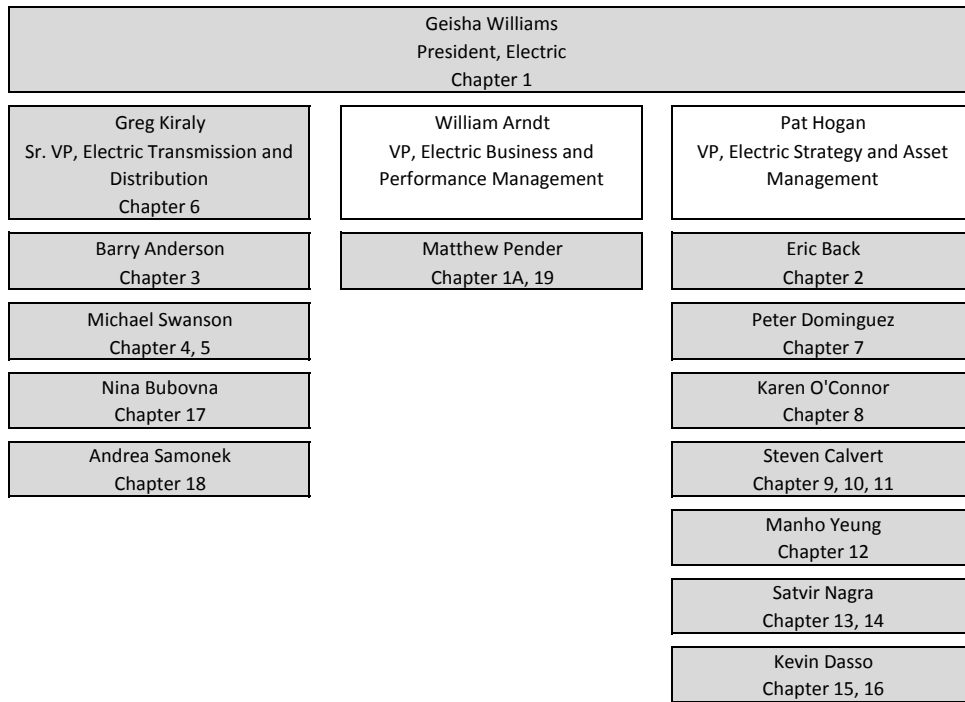 Geisha Williams
President, Electric
Chapter 1
Greg Kiraly
Sr. VP, Electric Transmission and
Distribution
Chapter 6
William Arndt
VP, Electric Business and
Performance Management
Pat Hogan
VP, Electric Strategy and Asset
Management
Barry Anderson
Chapter 3
Matthew Pender
Chapter 1A, 19
Eric Back
Chapter 2
Michael Swanson
Chapter 4, 5
Peter Dominguez
Chapter 7
Nina Bubovna
Chapter 17
Karen O'Connor
Chapter 8
Andrea Samonek
Chapter 18
Steven Calvert
Chapter 9, 10, 11
Manho Yeung
Chapter 12
Satvir Nagra
Chapter 13, 14
Kevin Dasso
Chapter 15, 16